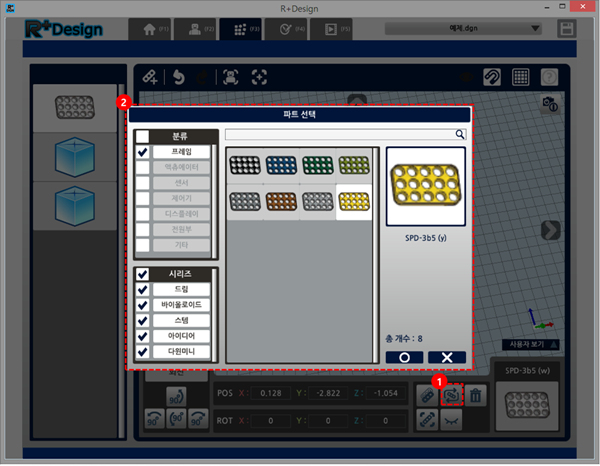 R+Design
R+Design
(F1)
(F2)
(F3)
(F4)
(F5)
예제.dgn
2
파트 선택
분류
프레임
액츄에이터
센서
제어기
디스플레이
전원부
기타
시리즈
드림
바이올로이드
스템
아이디어
다윈미니
SPD-3b5 (y)
총 개수 : 8
사용자 보기
1
SPD-3b5 (w)
회전
90°
90° 90° 90°
POS X: 0.128 Y: -2.822 Z: -1.054
ROT X: 0 Y: 0 Z: 0